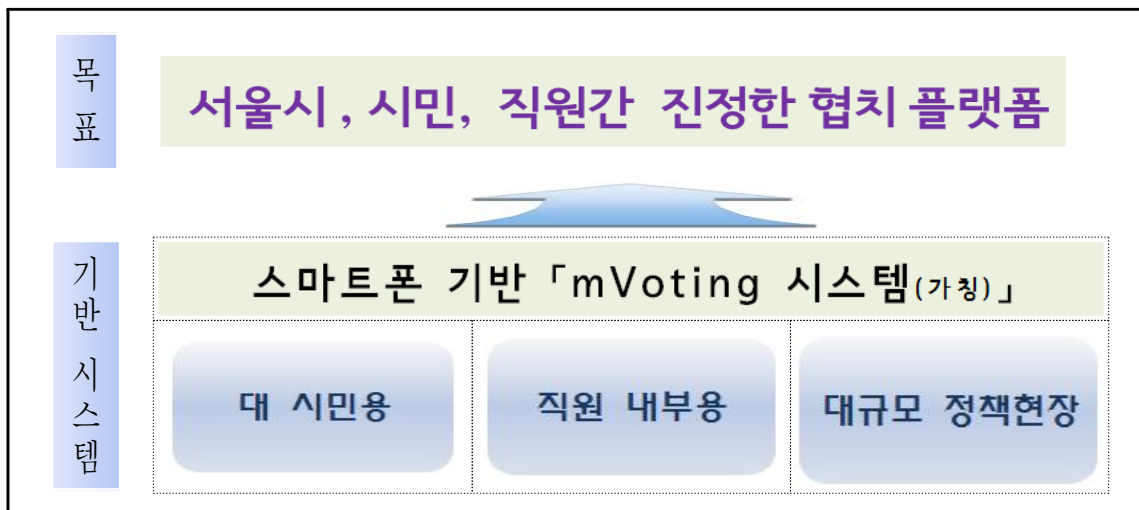 목표
서울시 , 시민, 직원간 진정한 협치 플랫폼
기반 시스템
스마트폰 기반「mVoting 시스템(가칭)」
대 시민용
직원 내부용
대규모 정책현장